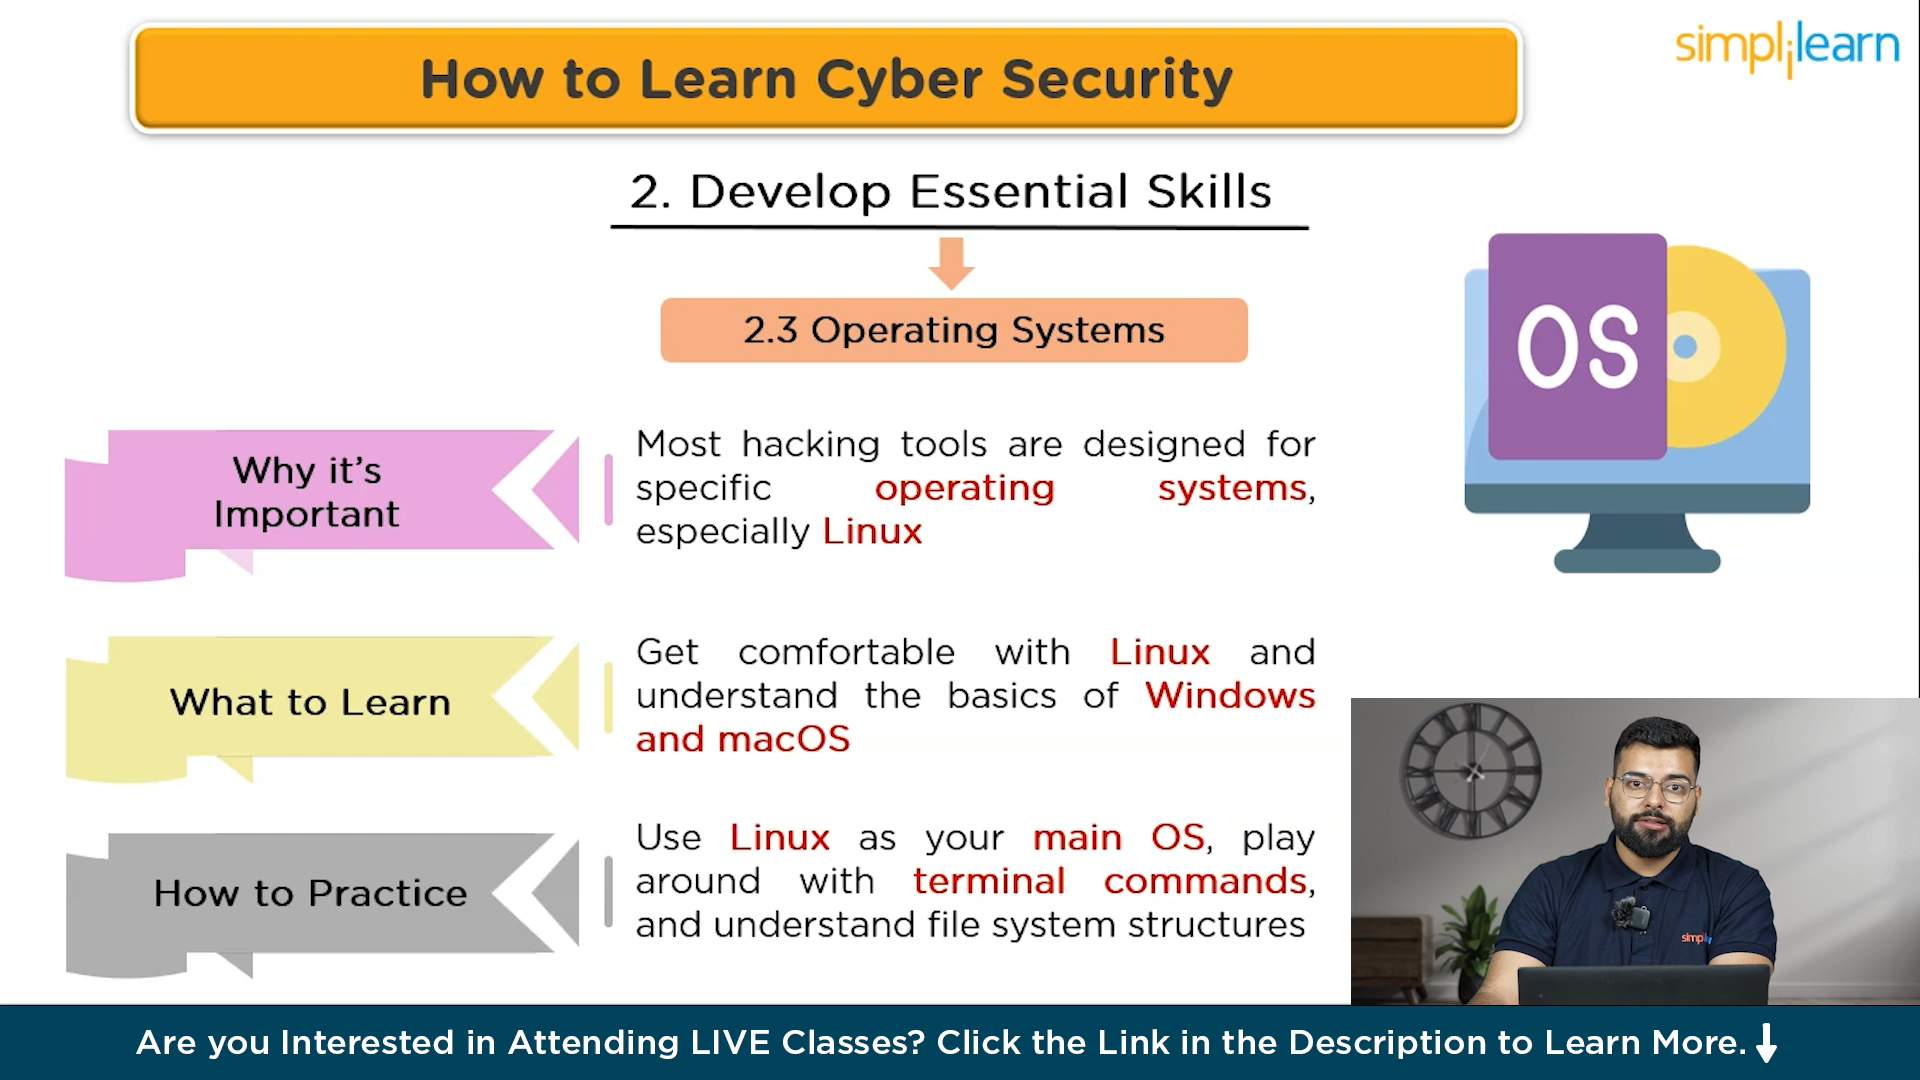 How to Learn Cyber Security
simplilearn
2. Develop Essential Skills
2.3 Operating Systems
OS
Why it's
Important
Most hacking tools are designed for
specific operating systems,
especially Linux
What to Learn
Get comfortable with Linux and
understand the basics of Windows
and macOS
How to Practice
Use Linux as your main OS, play
around with terminal commands,
and understand file system structures
Are you Interested in Attending LIVE Classes? Click the Link in the Description to Learn More.